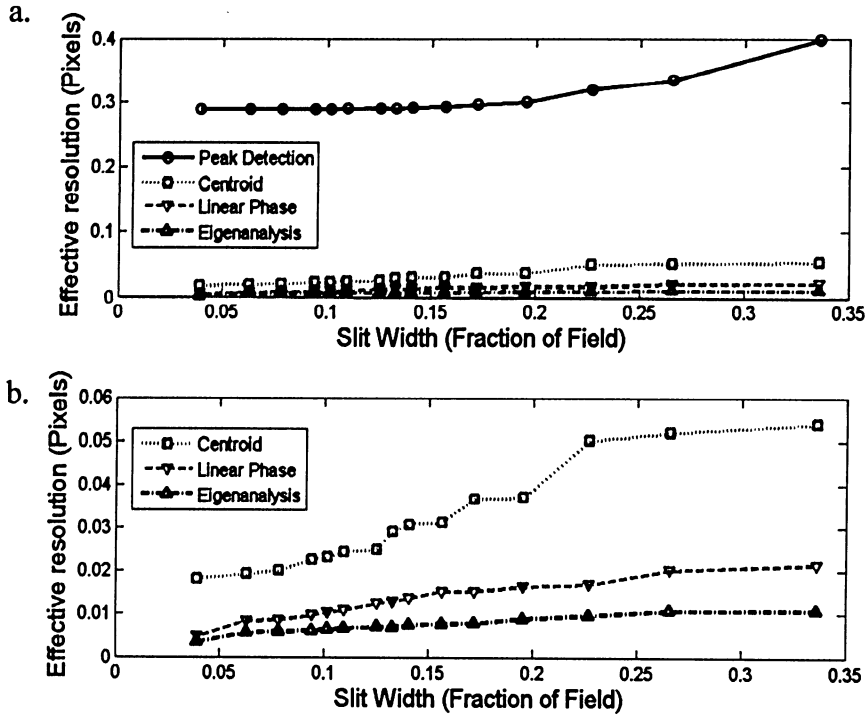 a.
Effective resolution (Pixels)
0.4
0.3
0.2
0.1
0
Peak Detection
Centroid
Linear Phase
Eigenanalysis
0
0.05
0.1
0.15
0.2
0.25
0.3
0.35
Slit Width (Fraction of Field)
b.
Effective resolution (Pixels)
0.06
0.05
0.04
0.03
0.02
0.01
0
Centroid
Linear Phase
Eigenanalysis
0
0.05
0.1
0.15
0.2
0.25
0.3
0.35
Slit Width (Fraction of Field)